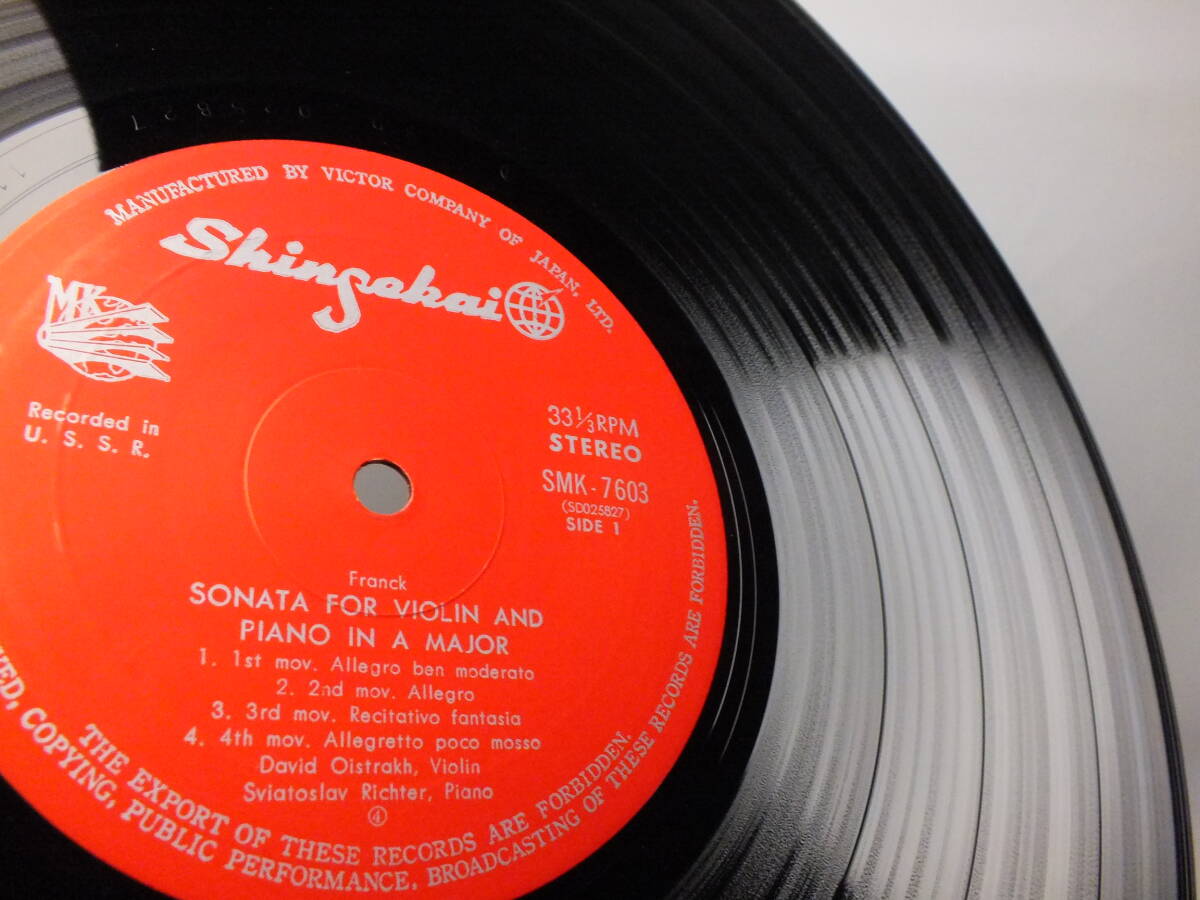 MANUFACTURED BY VICTOR COMPANY OF JAPAN, LTD.
Shinsekai
MK
Recorded in
U. S. S. R.
33⅓RPM
STEREO
SMK-7603
(SD025827)
SIDE 1
Franck
SONATA FOR VIOLIN AND
PIANO IN A MAJOR
1. 1st mov. Allegro ben moderato
2. 2nd mov. Allegro
3. 3rd mov. Recitativo fantasia
4. 4th mov. Allegretto poco mosso
David Oistrakh, Violin
Sviatoslav Richter, Piano
④
THE EXPORT OF THESE RECORDS ARE FORBIDDEN.
COPYING, PUBLIC PERFORMANCE, BROADCASTING OF THESE RECORDS ARE FORBIDDEN.